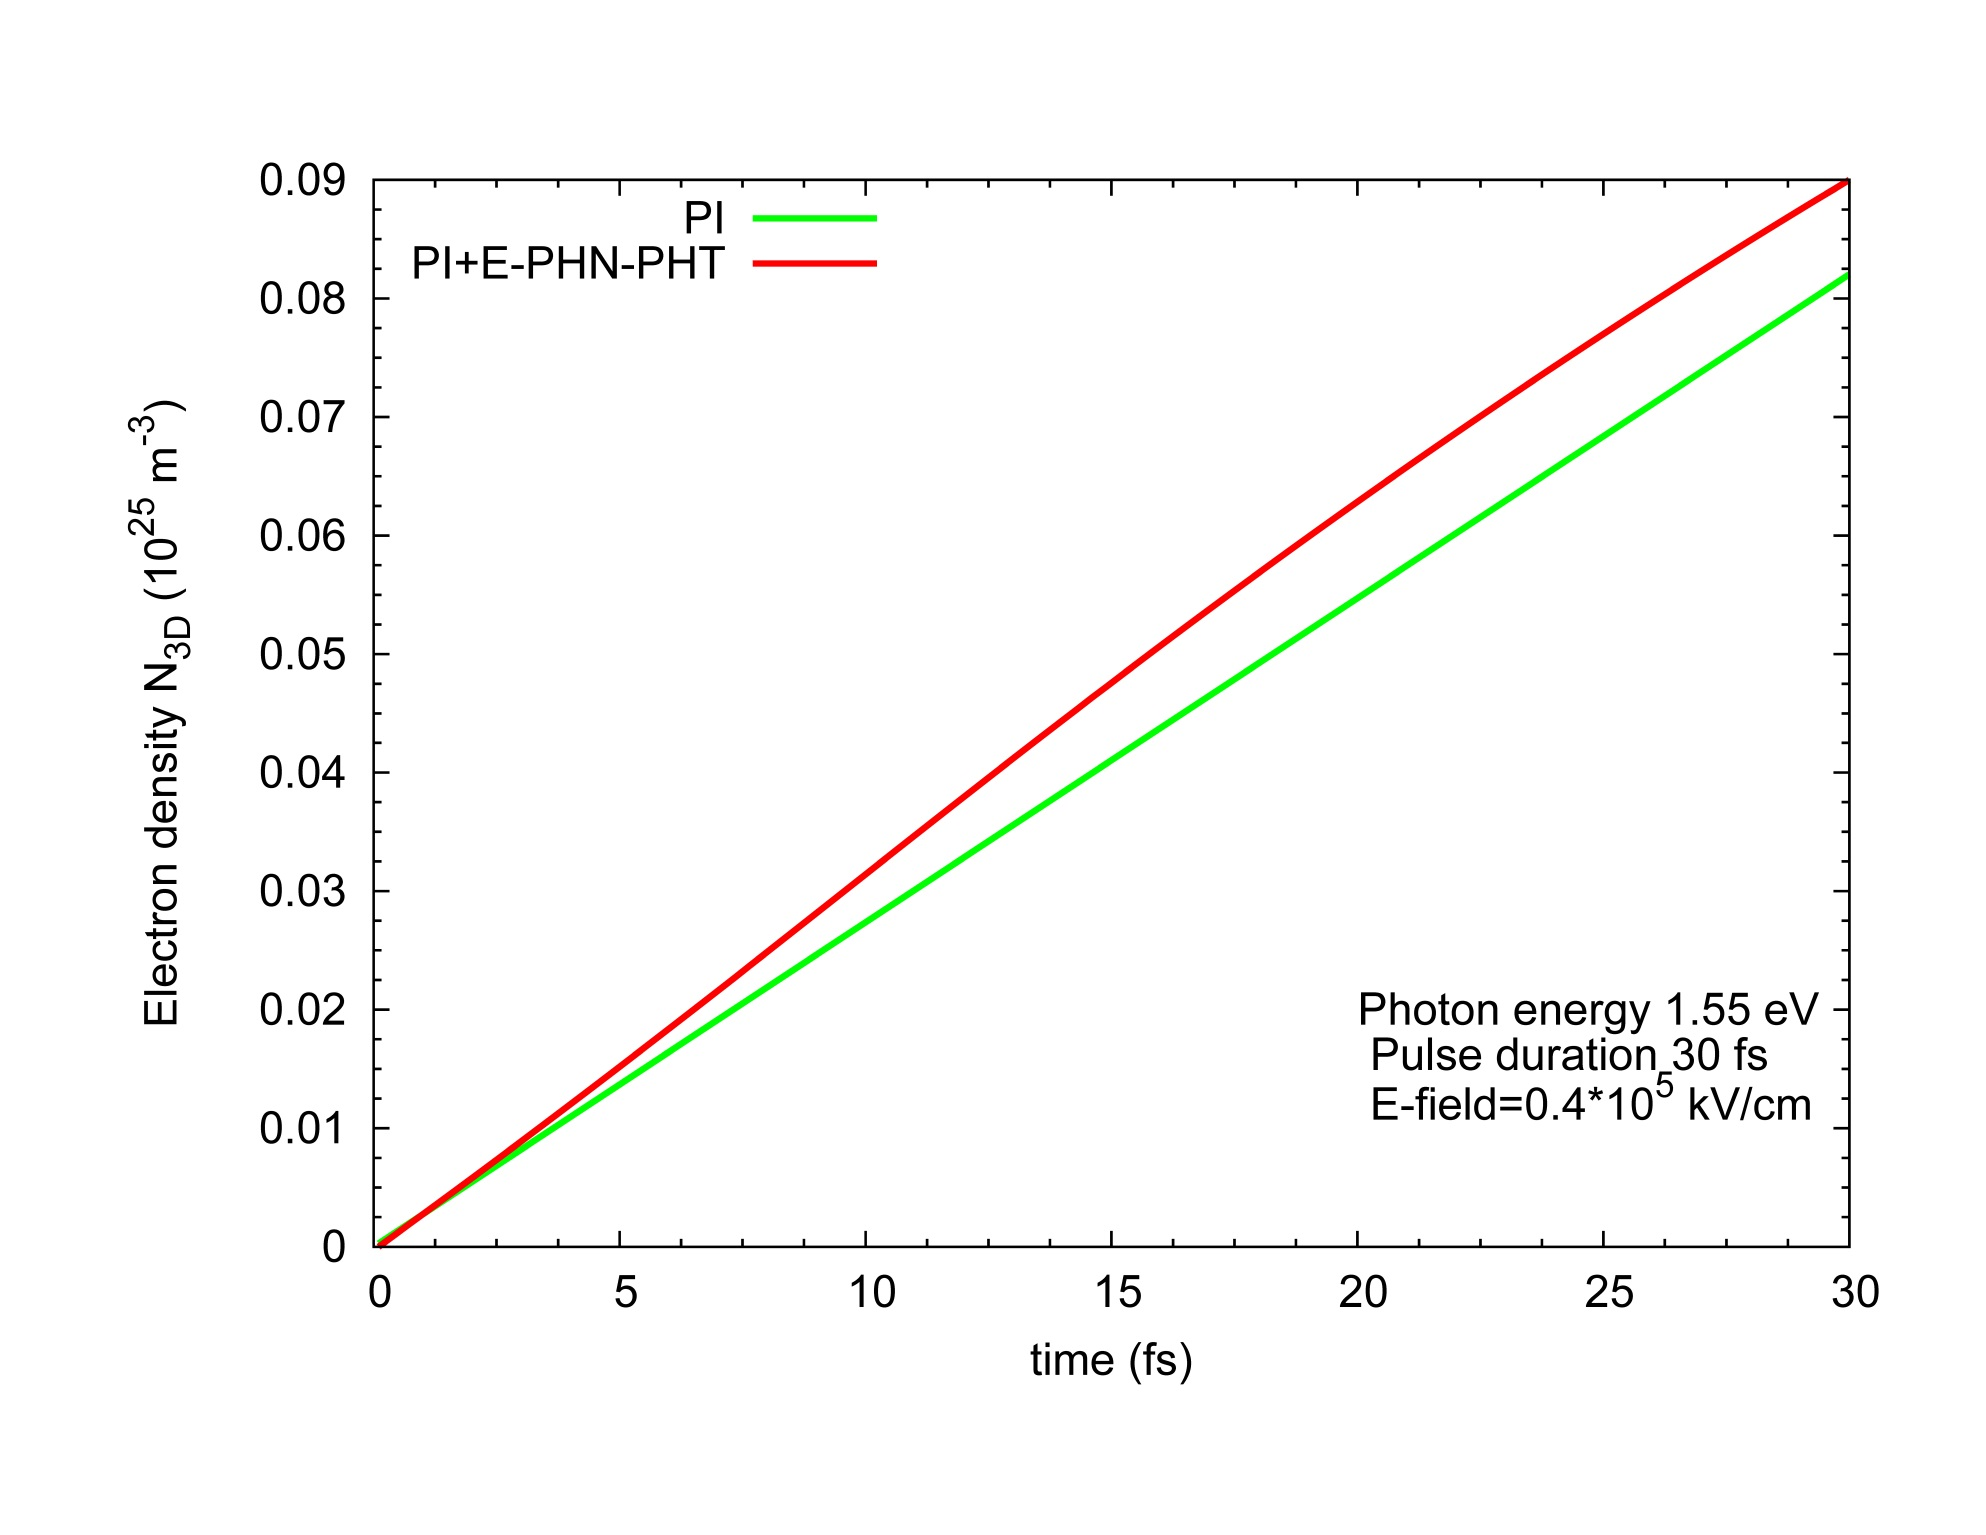 0.09
0.08
0.07
0.06
0.05
0.04
0.03
0.02
0.01
0
0 5 10 15 20 25 30
Electron density N3D (10^25 m^-3)
time (fs)
PI
PI+E-PHN-PHT
Photon energy 1.55 eV
Pulse duration 30 fs
E-field=0.4*10^5 kV/cm